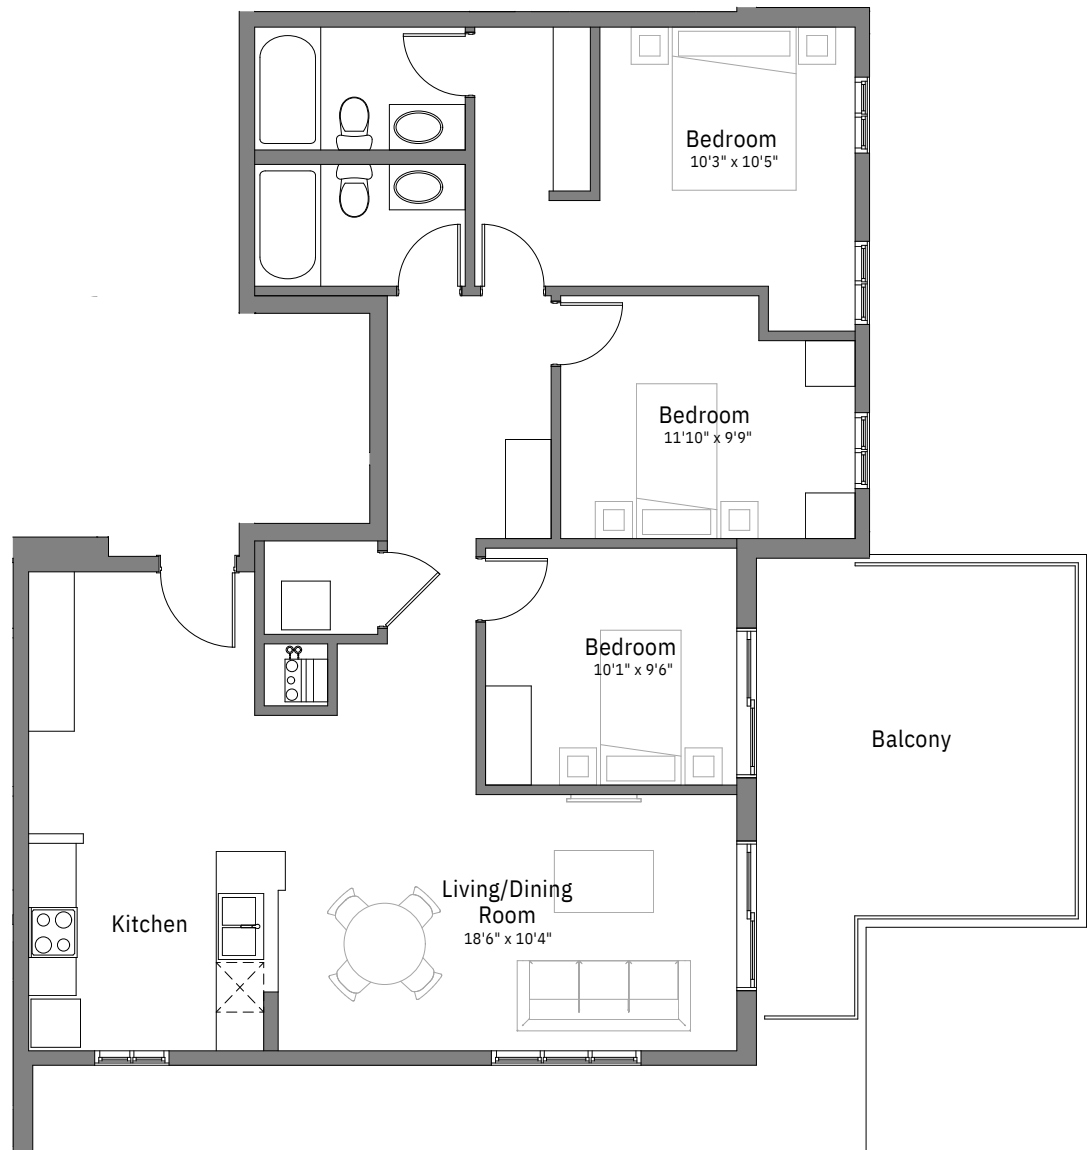 Bedroom
10'3" x 10'5"
Bedroom
11'10" x 9'9"
Bedroom
10'1" x 9'6"
Balcony
Living/Dining
Room
18'6" x 10'4"
Kitchen